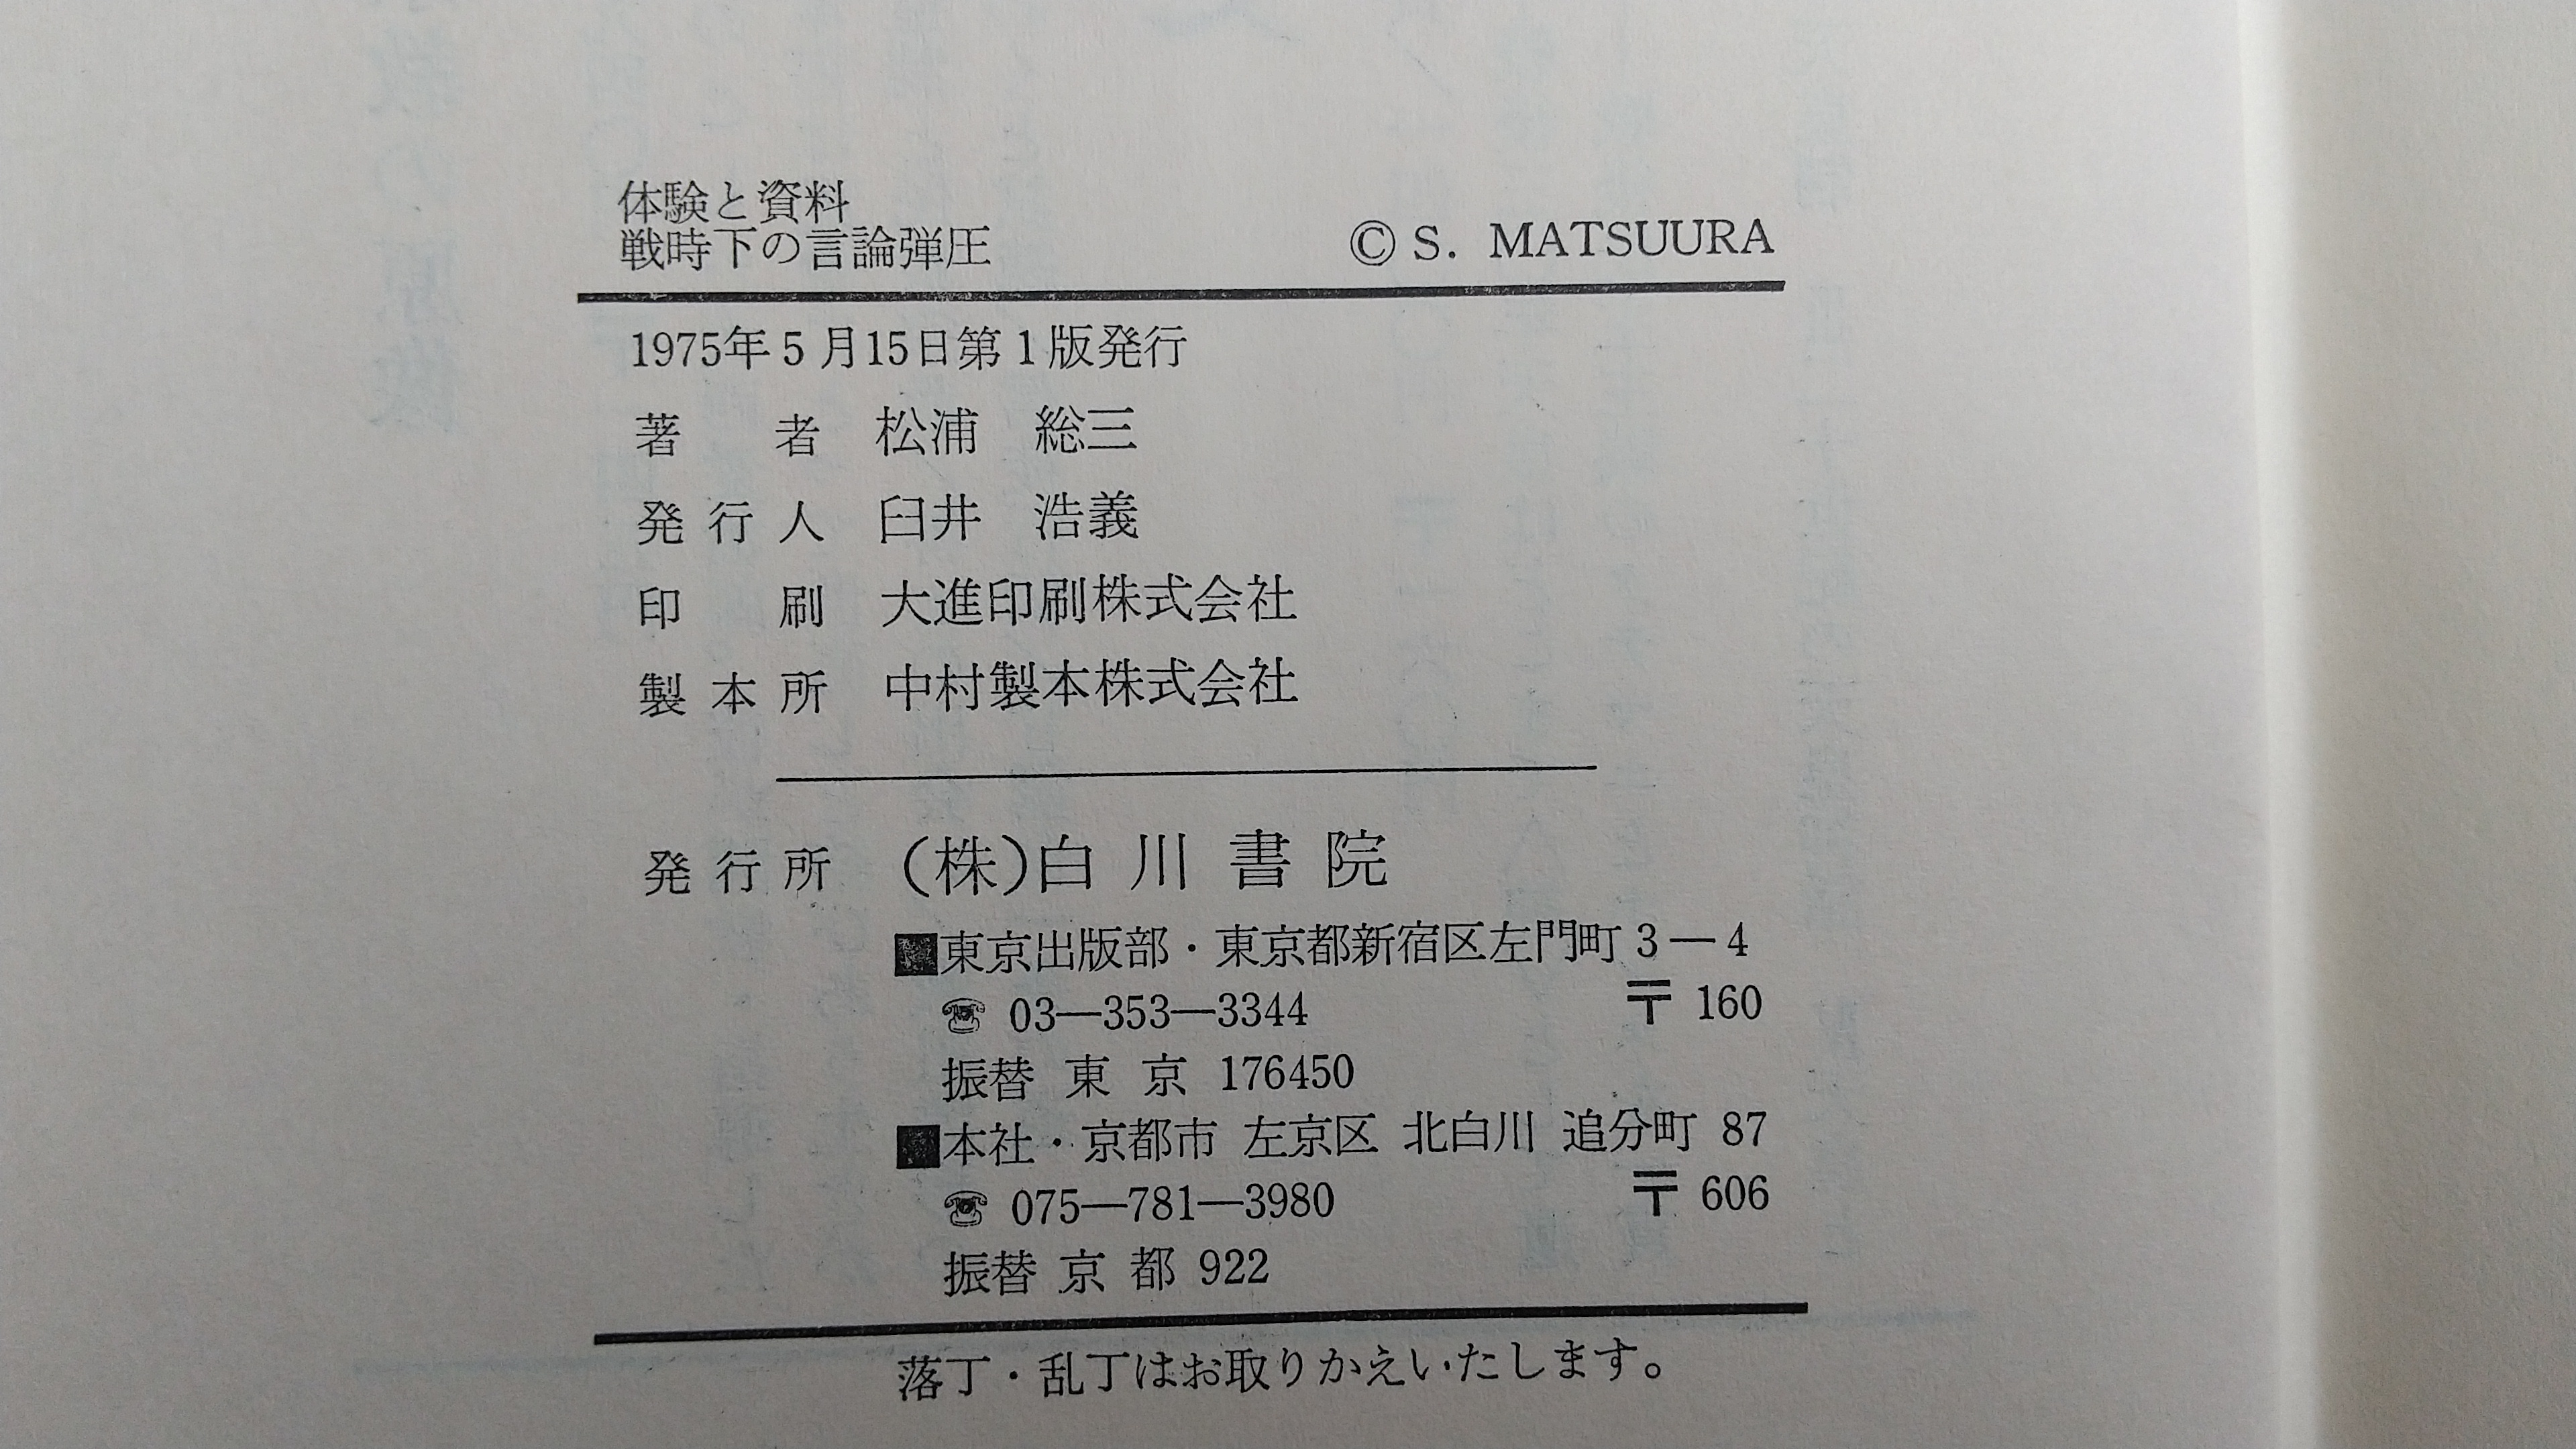 体験と資料
戦時下の言論弾圧
© S. MATSUURA
1975年5月15日第1版発行
著者 松浦 総三
発行人 臼井 浩義
印刷 大進印刷株式会社
製本所 中村製本株式会社
発行所 (株)白川書院
■東京出版部・東京都新宿区左門町3—4
☎ 03—353—3344 〒160
振替 東京 176450
■本社・京都市 左京区 北白川 追分町 87
☎ 075—781—3980 〒606
振替 京都 922
落丁・乱丁はお取りかえいたします。